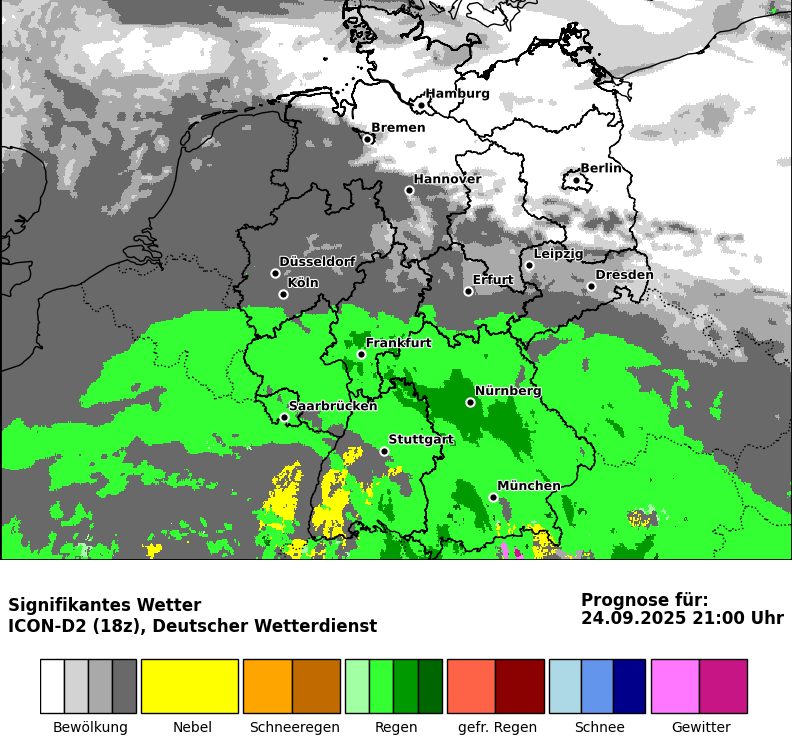 Hamburg
Bremen
Berlin
Hannover
Leipzig
Düsseldorf
Dresden
Köln
Erfurt
Frankfurt
Nürnberg
Saarbrücken
Stuttgart
München
Signifikantes Wetter
ICON-D2 (18z), Deutscher Wetterdienst
Prognose für:
24.09.2025 21:00 Uhr
Bewölkung
Nebel
Schneeregen
Regen
gefr. Regen
Schnee
Gewitter